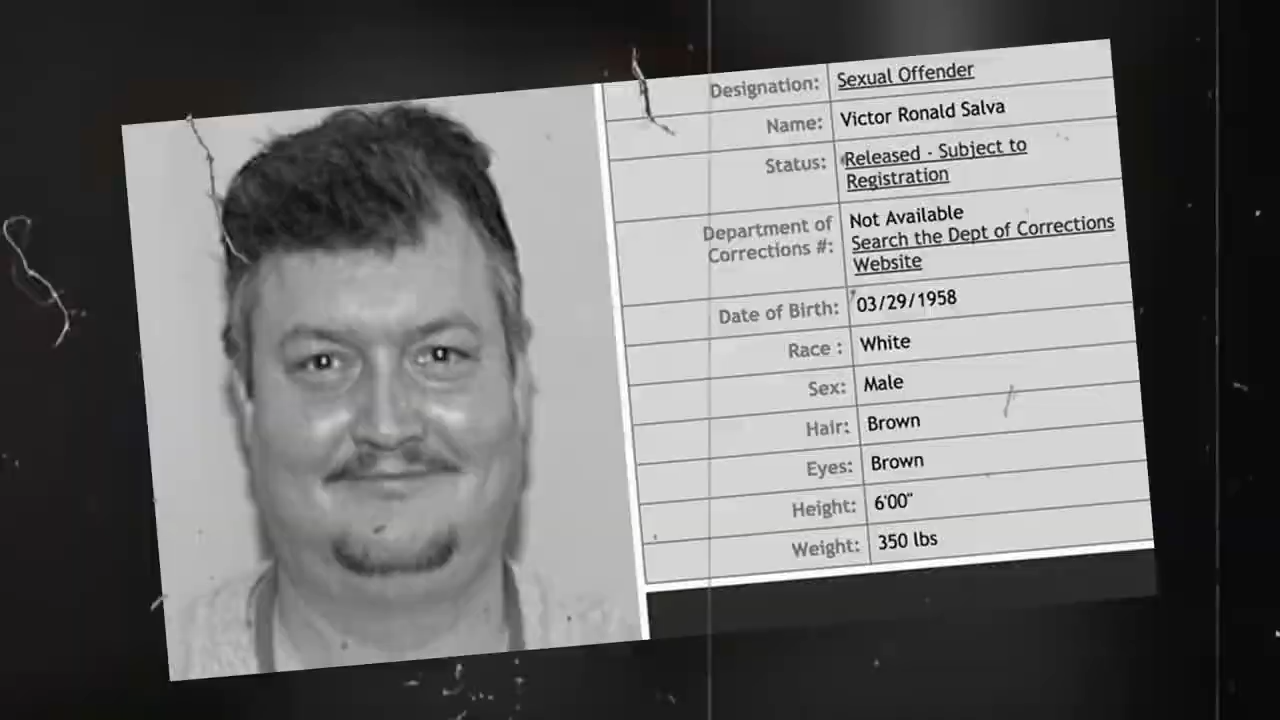 Designation: Sexual Offender
Name: Victor Ronald Salva
Status: Released - Subject to
Registration
Department of Corrections #: Not Available
Search the Dept of Corrections
Website
Date of Birth: 03/29/1958
Race : White
Sex: Male
Hair: Brown
Eyes: Brown
Height: 6'00"
Weight: 350 lbs